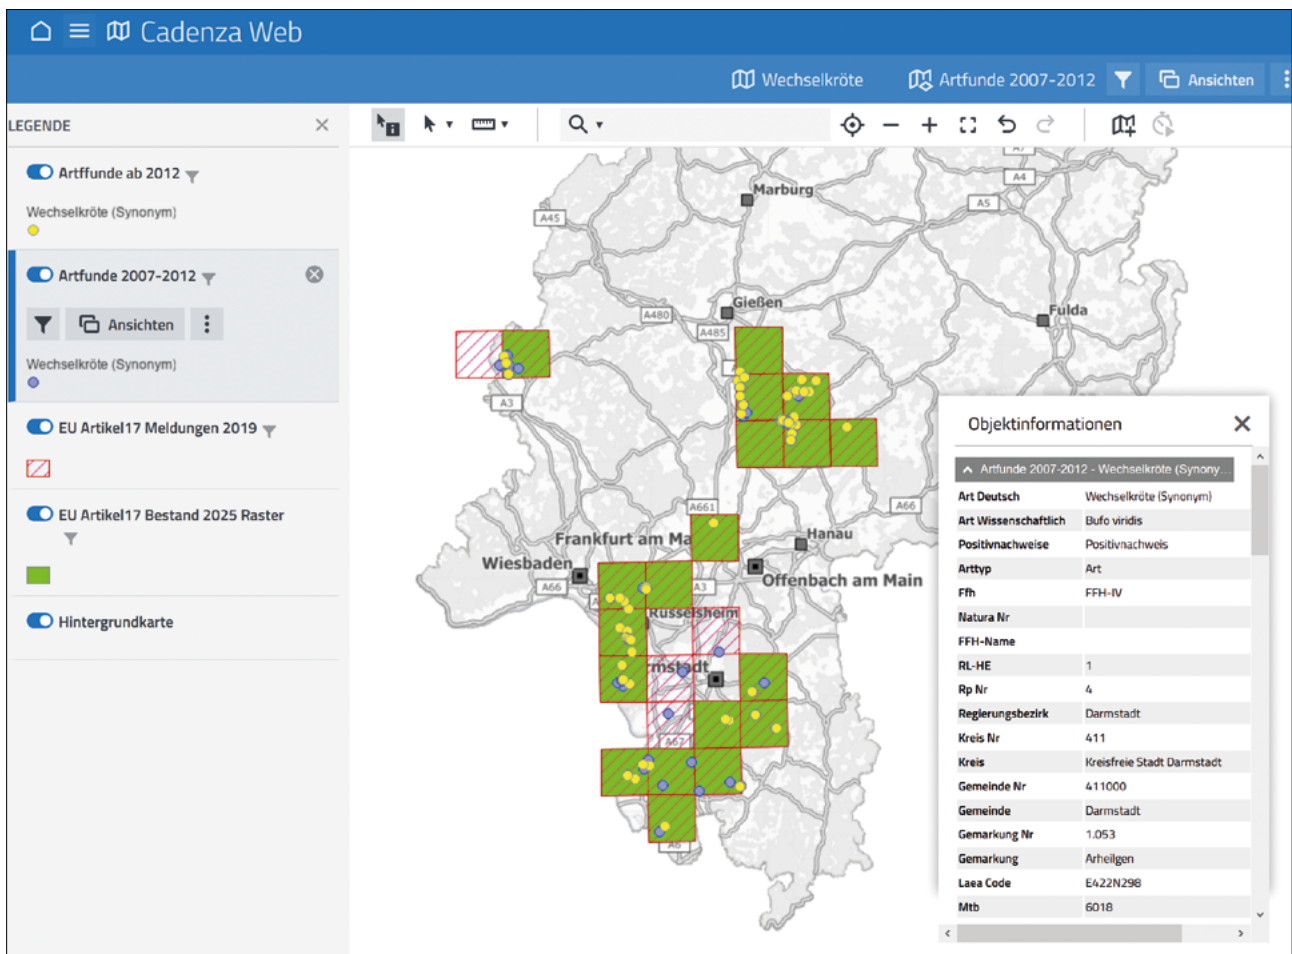 Cadenza Web
Wechselkröte
Artfunde 2007-2012
Ansichten
LEGENDE
Artffunde ab 2012
Wechselkröte (Synonym)
Artfunde 2007-2012
Ansichten
Wechselkröte (Synonym)
EU Artikel17 Meldungen 2019
EU Artikel17 Bestand 2025 Raster
Hintergrundkarte
A7
A4
Marburg
A5
A45
Gießen
A480
Fulda
A485
A3
A661
A66
Frankfurt am Ma
Hanau
Wiesbaden
A66
A3
Offenbach am Main
Rüsselsheim
rmstadt
A67
A6
Objektinformationen
Artfunde 2007-2012 - Wechselkröte (Synony...
Art Deutsch Wechselkröte (Synonym)
Art Wissenschaftlich Bufo viridis
Positivnachweise Positivnachweis
Arttyp Art
Ffh FFH-IV
Natura Nr
FFH-Name
RL-HE 1
Rp Nr 4
Regierungsbezirk Darmstadt
Kreis Nr 411
Kreis Kreisfreie Stadt Darmstadt
Gemeinde Nr 411000
Gemeinde Darmstadt
Gemarkung Nr 1.053
Gemarkung Arheilgen
Laea Code E422N298
Mtb 6018